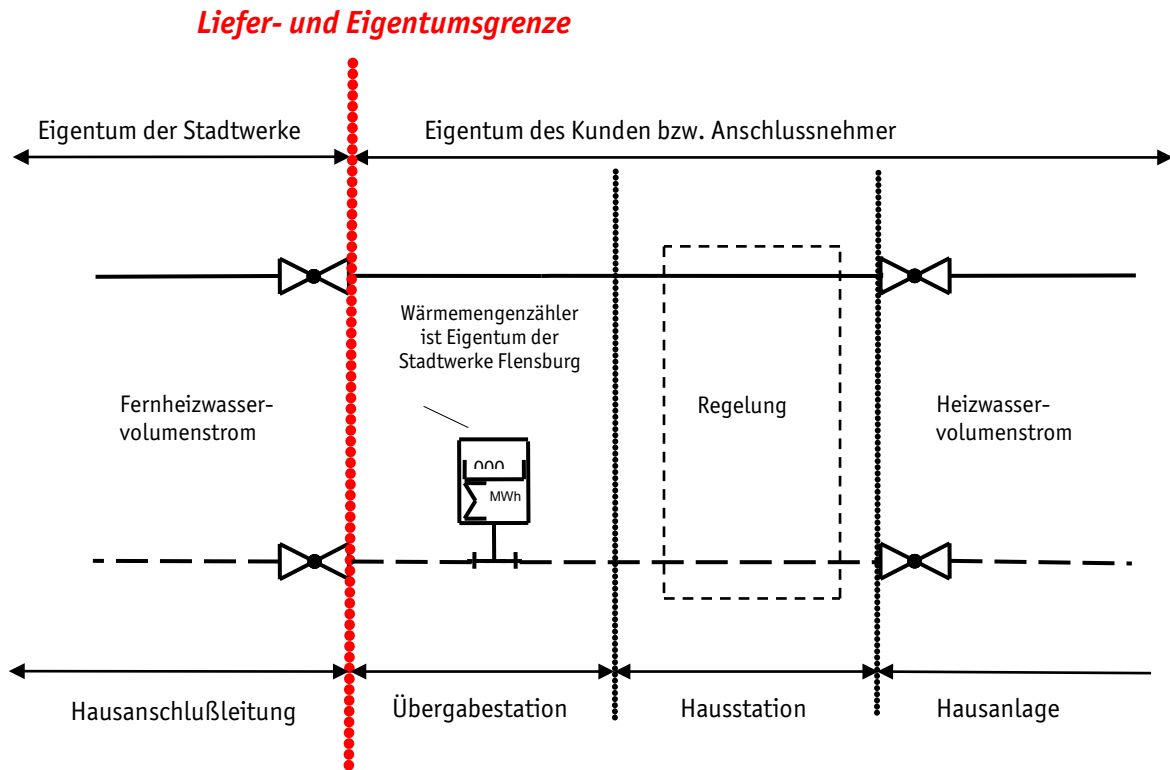 Liefer- und Eigentumsgrenze
Eigentum der Stadtwerke
Eigentum des Kunden bzw. Anschlussnehmer
Wärmemengenzähler
ist Eigentum der
Stadtwerke Flensburg
Fernheizwasser-
volumenstrom
Regelung
Heizwasser-
volumenstrom
000
MWh
Hausanschlußleitung
Übergabestation
Hausstation
Hausanlage